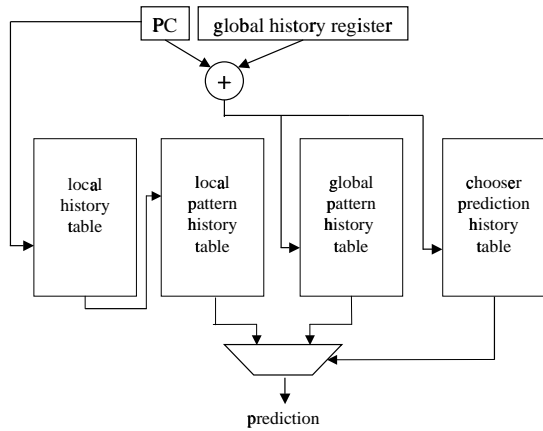 PC
global history register
+
local
history
table
local
pattern
history
table
global
pattern
history
table
chooser
prediction
history
table
prediction